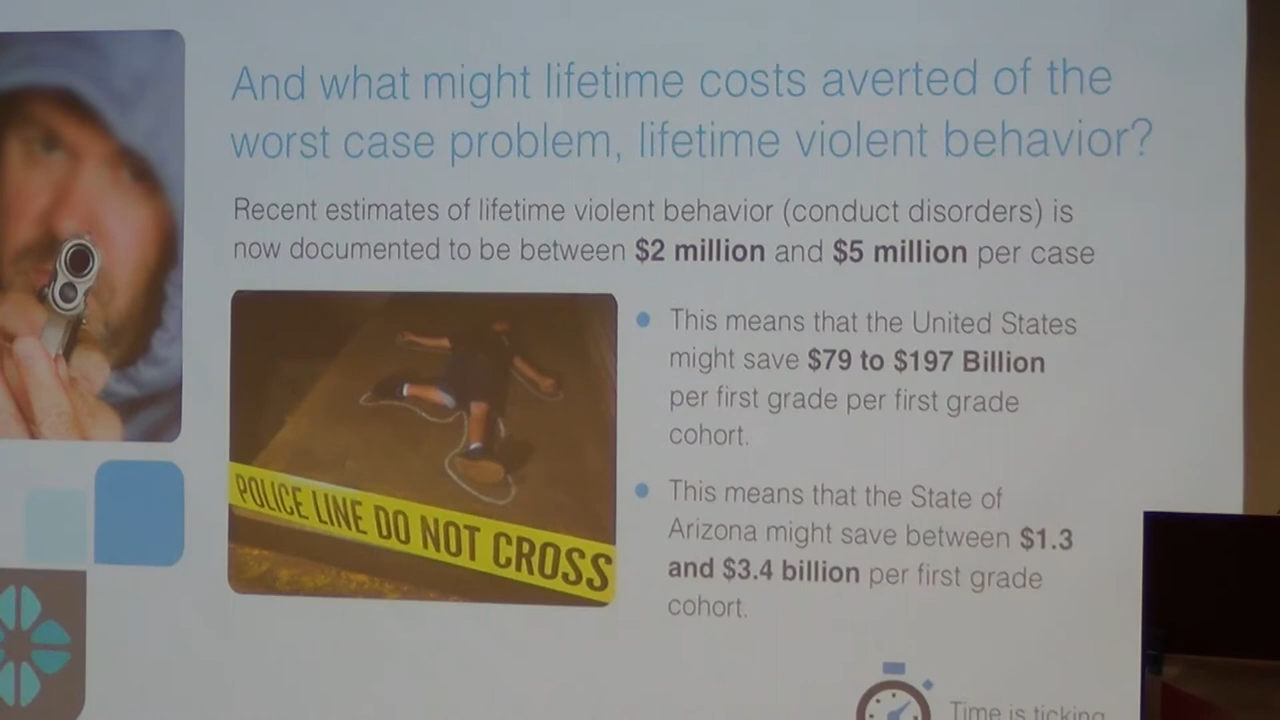 And what might lifetime costs averted of the
worst case problem, lifetime violent behavior?
Recent estimates of lifetime violent behavior (conduct disorders) is
now documented to be between $2 million and $5 million per case
This means that the United States
might save $79 to $197 Billion
per first grade per first grade
cohort.
This means that the State of
Arizona might save between $1.3
and $3.4 billion per first grade
cohort.
POLICE LINE DO NOT CROSS
Time is ticking